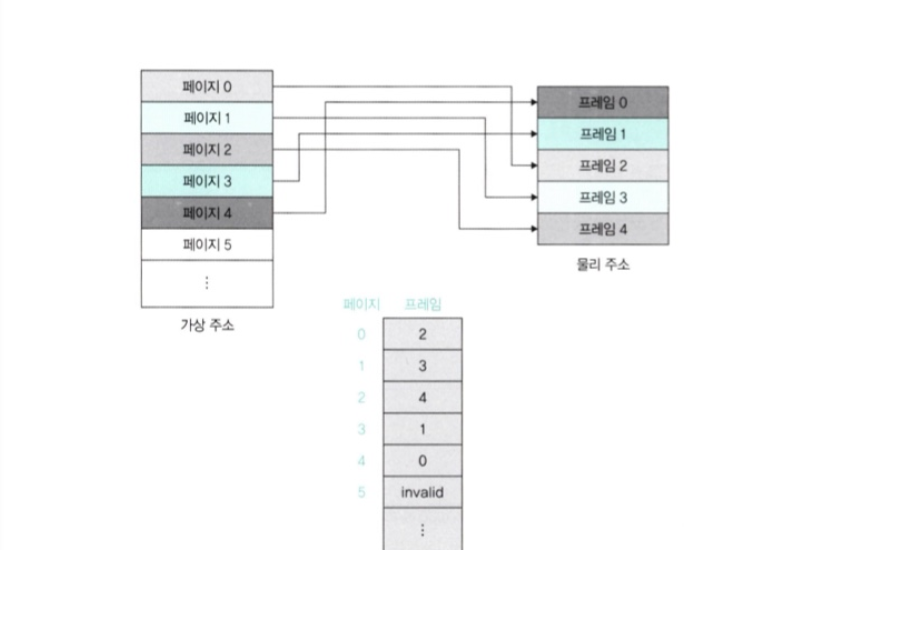 페이지 0
페이지 1
페이지 2
페이지 3
페이지 4
페이지 5
⋮
가상 주소
프레임 0
프레임 1
프레임 2
프레임 3
프레임 4
물리 주소
페이지 프레임
0 2
1 3
2 4
3 1
4 0
5 invalid
⋮